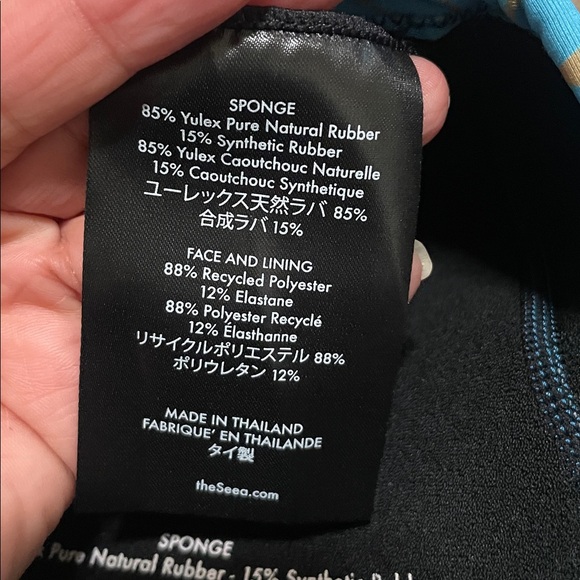 SPONGE
85% Yulex Pure Natural Rubber
15% Synthetic Rubber
85% Yulex Caoutchouc Naturelle
15% Caoutchouc Synthetique
ユーレックス天然ラバ 85%
合成ラバ 15%
FACE AND LINING
88% Recycled Polyester
12% Elastane
88% Polyester Recyclé
12% Élasthanne
リサイクルポリエステル 88%
ポリウレタン 12%
MADE IN THAILAND
FABRIQUE' EN THAILANDE
タイ製
theSeea.com
SPONGE
Pure Natural Rubber - 15% Synthetic